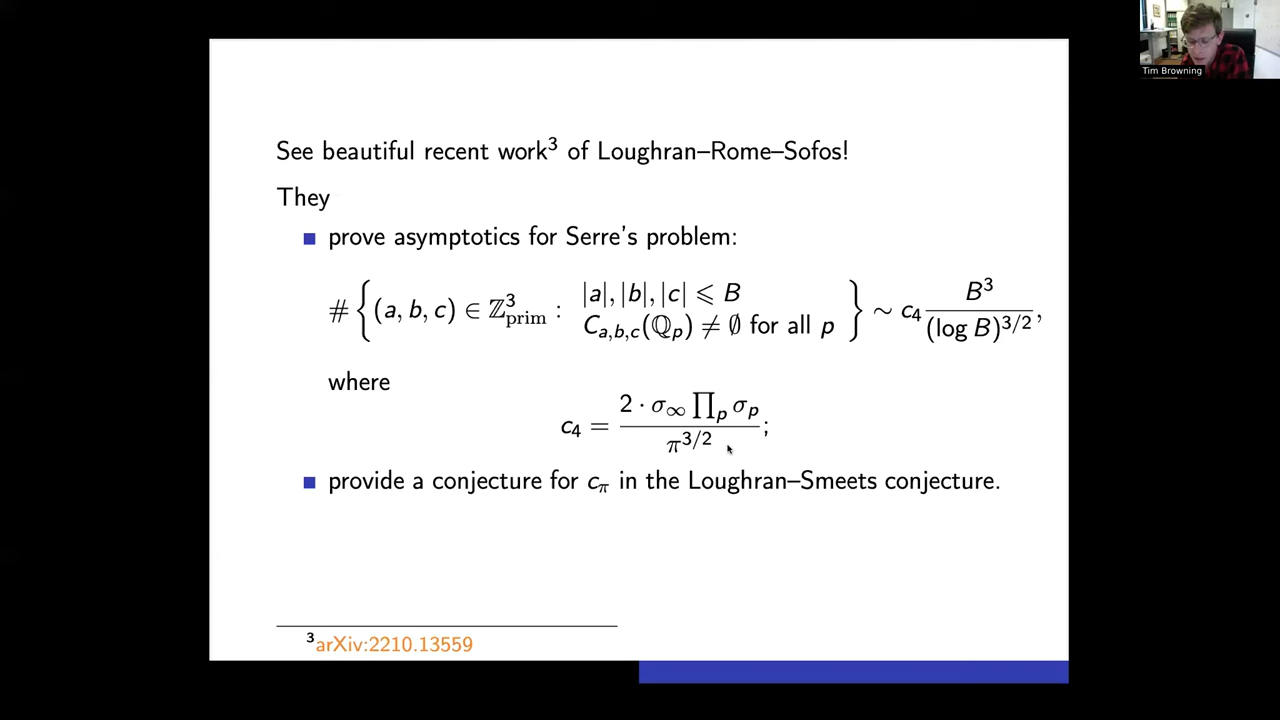 See beautiful recent work³ of Loughran–Rome–Sofos!
They
■ prove asymptotics for Serre's problem:
# { (a, b, c) ∈ ℤ³_prim : |a|, |b|, |c| ⩽ B
C_{a,b,c}(ℚ_p) ≠ ∅ for all p } ∼ c₄ B³ / (log B)^{3/2},
where
c₄ = 2 · σ_∞ ∏_p σ_p / π^{3/2};
■ provide a conjecture for c_π in the Loughran–Smeets conjecture.
³arXiv:2210.13559
Tim Browning